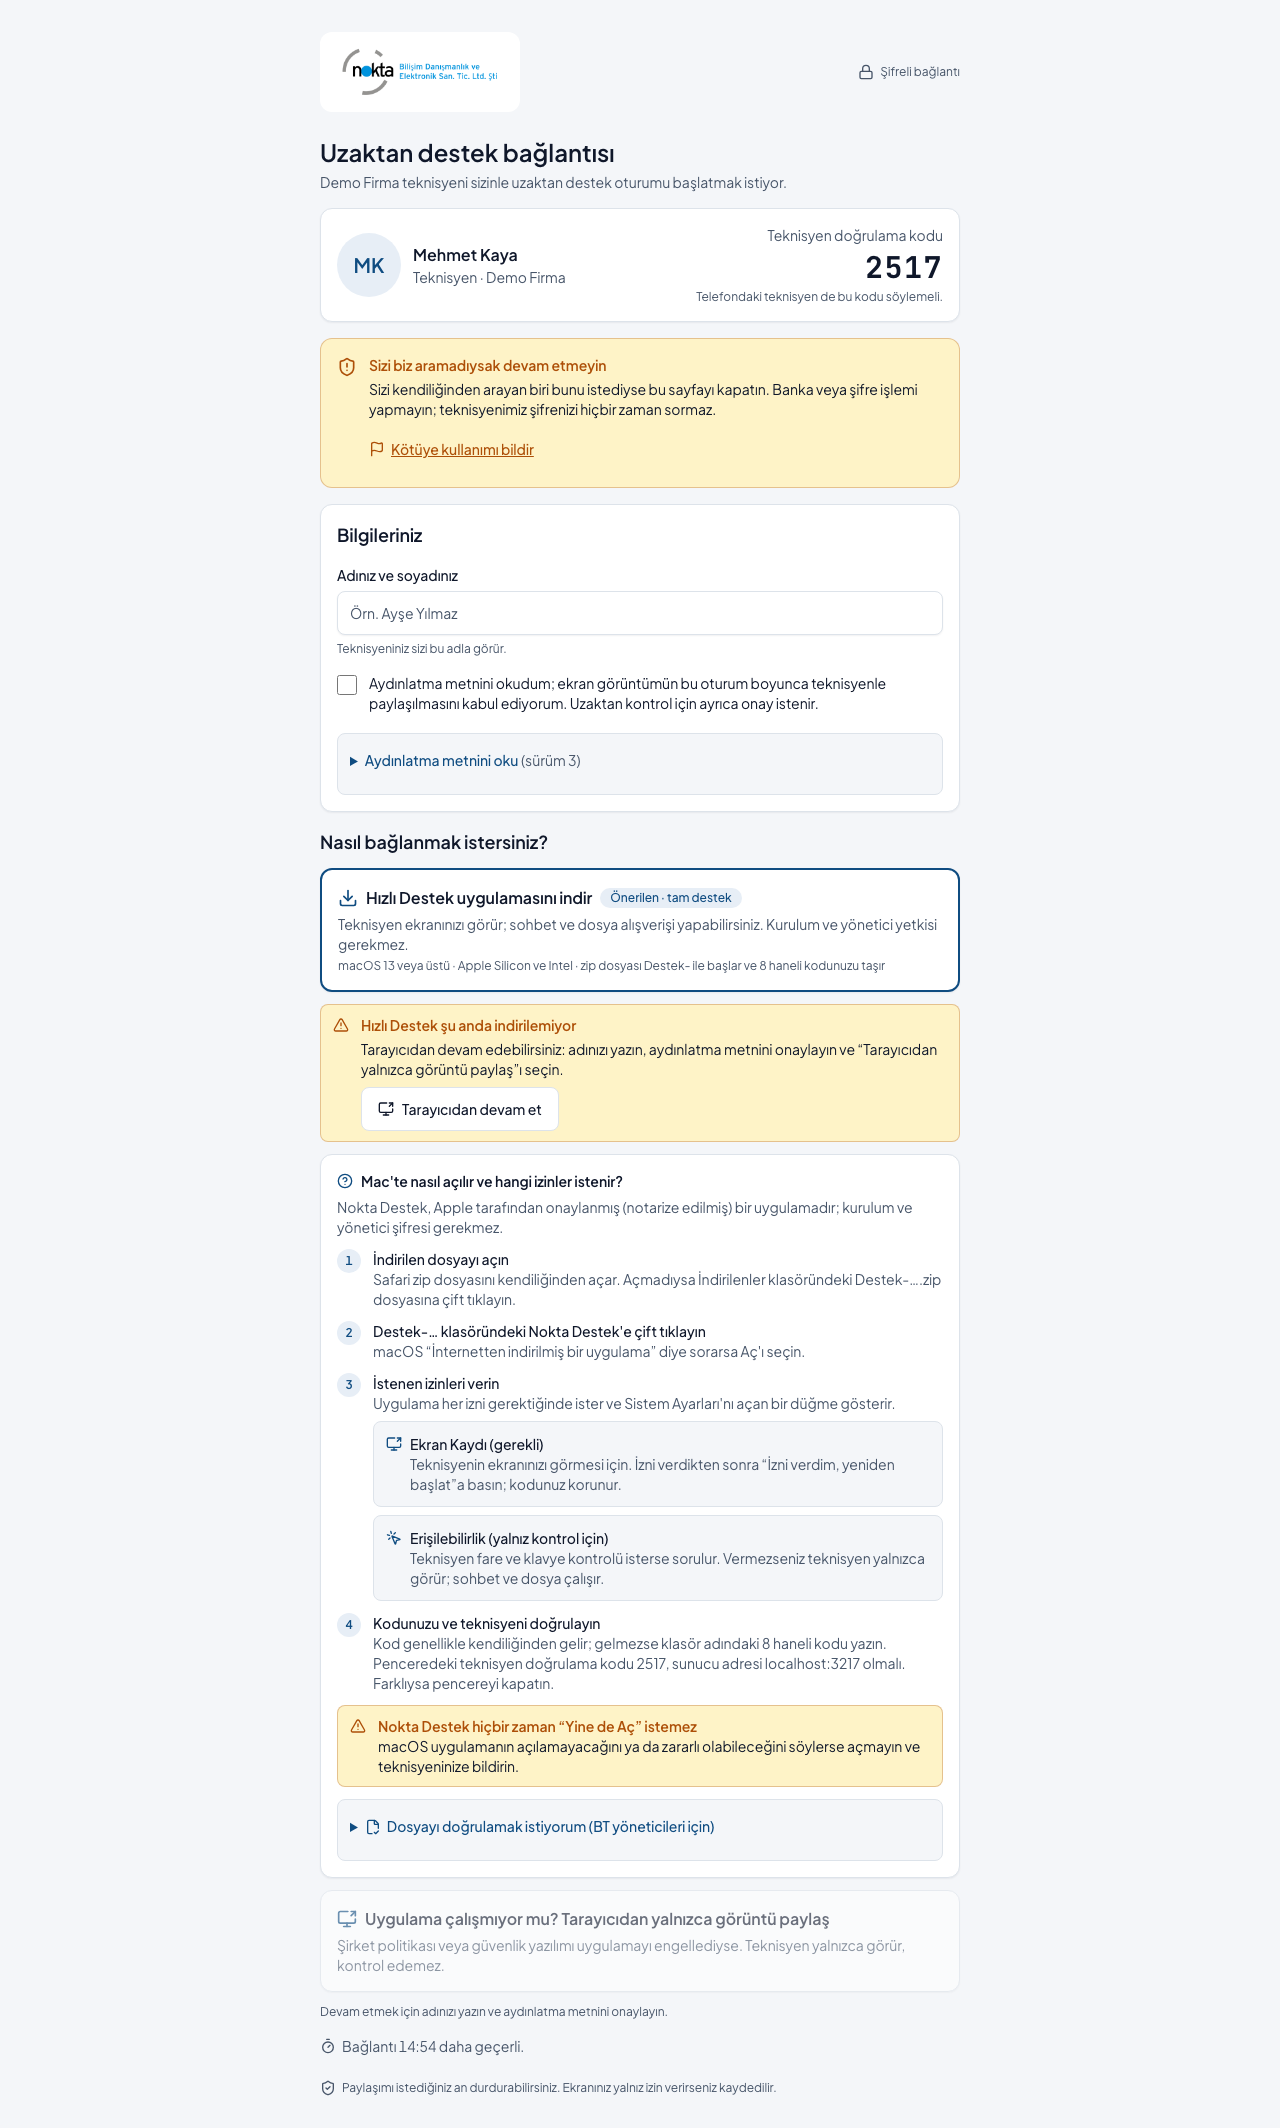 nokta
Bilişim Danışmanlık ve
Elektronik San. Tic. Ltd. Şti
Şifreli bağlantı
Uzaktan destek bağlantısı
Demo Firma teknisyeni sizinle uzaktan destek oturumu başlatmak istiyor.
MK
Mehmet Kaya
Teknisyen · Demo Firma
Teknisyen doğrulama kodu
2517
Telefondaki teknisyen de bu kodu söylemeli.
Sizi biz aramadıysak devam etmeyin
Sizi kendiliğinden arayan biri bunu istediyse bu sayfayı kapatın. Banka veya şifre işlemi
yapmayın; teknisyenimiz şifrenizi hiçbir zaman sormaz.
Kötüye kullanımı bildir
Bilgileriniz
Adınız ve soyadınız
Örn. Ayşe Yılmaz
Teknisyeniniz sizi bu adla görür.
Aydınlatma metnini okudum; ekran görüntümün bu oturum boyunca teknisyenle
paylaşılmasını kabul ediyorum. Uzaktan kontrol için ayrıca onay istenir.
Aydınlatma metnini oku (sürüm 3)
Nasıl bağlanmak istersiniz?
Hızlı Destek uygulamasını indir
Önerilen · tam destek
Teknisyen ekranınızı görür; sohbet ve dosya alışverişi yapabilirsiniz. Kurulum ve yönetici yetkisi
gerekmez.
macOS 13 veya üstü · Apple Silicon ve Intel · zip dosyası Destek- ile başlar ve 8 haneli kodunuzu taşır
Hızlı Destek şu anda indirilemiyor
Tarayıcıdan devam edebilirsiniz: adınızı yazın, aydınlatma metnini onaylayın ve “Tarayıcıdan
yalnızca görüntü paylaş”ı seçin.
Tarayıcıdan devam et
Mac'te nasıl açılır ve hangi izinler istenir?
Nokta Destek, Apple tarafından onaylanmış (notarize edilmiş) bir uygulamadır; kurulum ve
yönetici şifresi gerekmez.
1
İndirilen dosyayı açın
Safari zip dosyasını kendiliğinden açar. Açmadıysa İndirilenler klasöründeki Destek-….zip
dosyasına çift tıklayın.
2
Destek-… klasöründeki Nokta Destek'e çift tıklayın
macOS “İnternetten indirilmiş bir uygulama” diye sorarsa Aç'ı seçin.
3
İstenen izinleri verin
Uygulama her izni gerektiğinde ister ve Sistem Ayarları'nı açan bir düğme gösterir.
Ekran Kaydı (gerekli)
Teknisyenin ekranınızı görmesi için. İzni verdikten sonra “İzni verdim, yeniden
başlat”a basın; kodunuz korunur.
Erişilebilirlik (yalnız kontrol için)
Teknisyen fare ve klavye kontrolü isterse sorulur. Vermezseniz teknisyen yalnızca
görür; sohbet ve dosya çalışır.
4
Kodunuzu ve teknisyeni doğrulayın
Kod genellikle kendiliğinden gelir; gelmezse klasör adındaki 8 haneli kodu yazın.
Penceredeki teknisyen doğrulama kodu 2517, sunucu adresi localhost:3217 olmalı.
Farklıysa pencereyi kapatın.
Nokta Destek hiçbir zaman “Yine de Aç” istemez
macOS uygulamanın açılamayacağını ya da zararlı olabileceğini söylerse açmayın ve
teknisyeninize bildirin.
Dosyayı doğrulamak istiyorum (BT yöneticileri için)
Uygulama çalışmıyor mu? Tarayıcıdan yalnızca görüntü paylaş
Şirket politikası veya güvenlik yazılımı uygulamayı engellediyse. Teknisyen yalnızca görür,
kontrol edemez.
Devam etmek için adınızı yazın ve aydınlatma metnini onaylayın.
Bağlantı 14:54 daha geçerli.
Paylaşımı istediğiniz an durdurabilirsiniz. Ekranınız yalnız izin verirseniz kaydedilir.